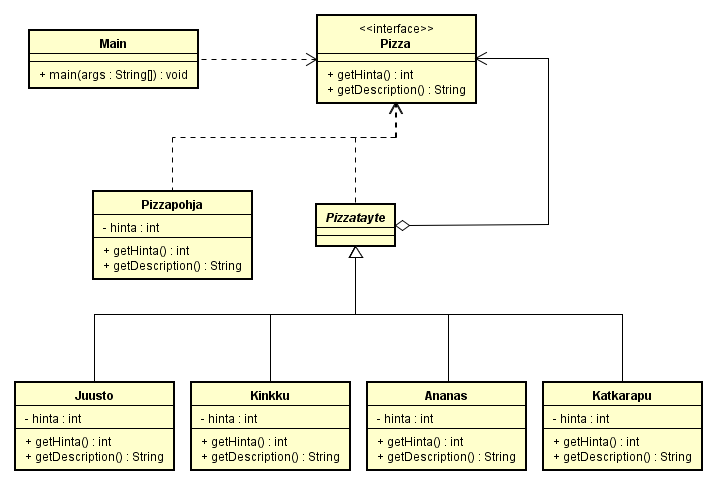 Main
+ main(args : String[]) : void
<<interface>>
Pizza
+ getHinta() : int
+ getDescription() : String
Pizzapohja
- hinta : int
+ getHinta() : int
+ getDescription() : String
Pizzatayte
Juusto
- hinta : int
+ getHinta() : int
+ getDescription() : String
Kinkku
- hinta : int
+ getHinta() : int
+ getDescription() : String
Ananas
- hinta : int
+ getHinta() : int
+ getDescription() : String
Katkarapu
- hinta : int
+ getHinta() : int
+ getDescription() : String